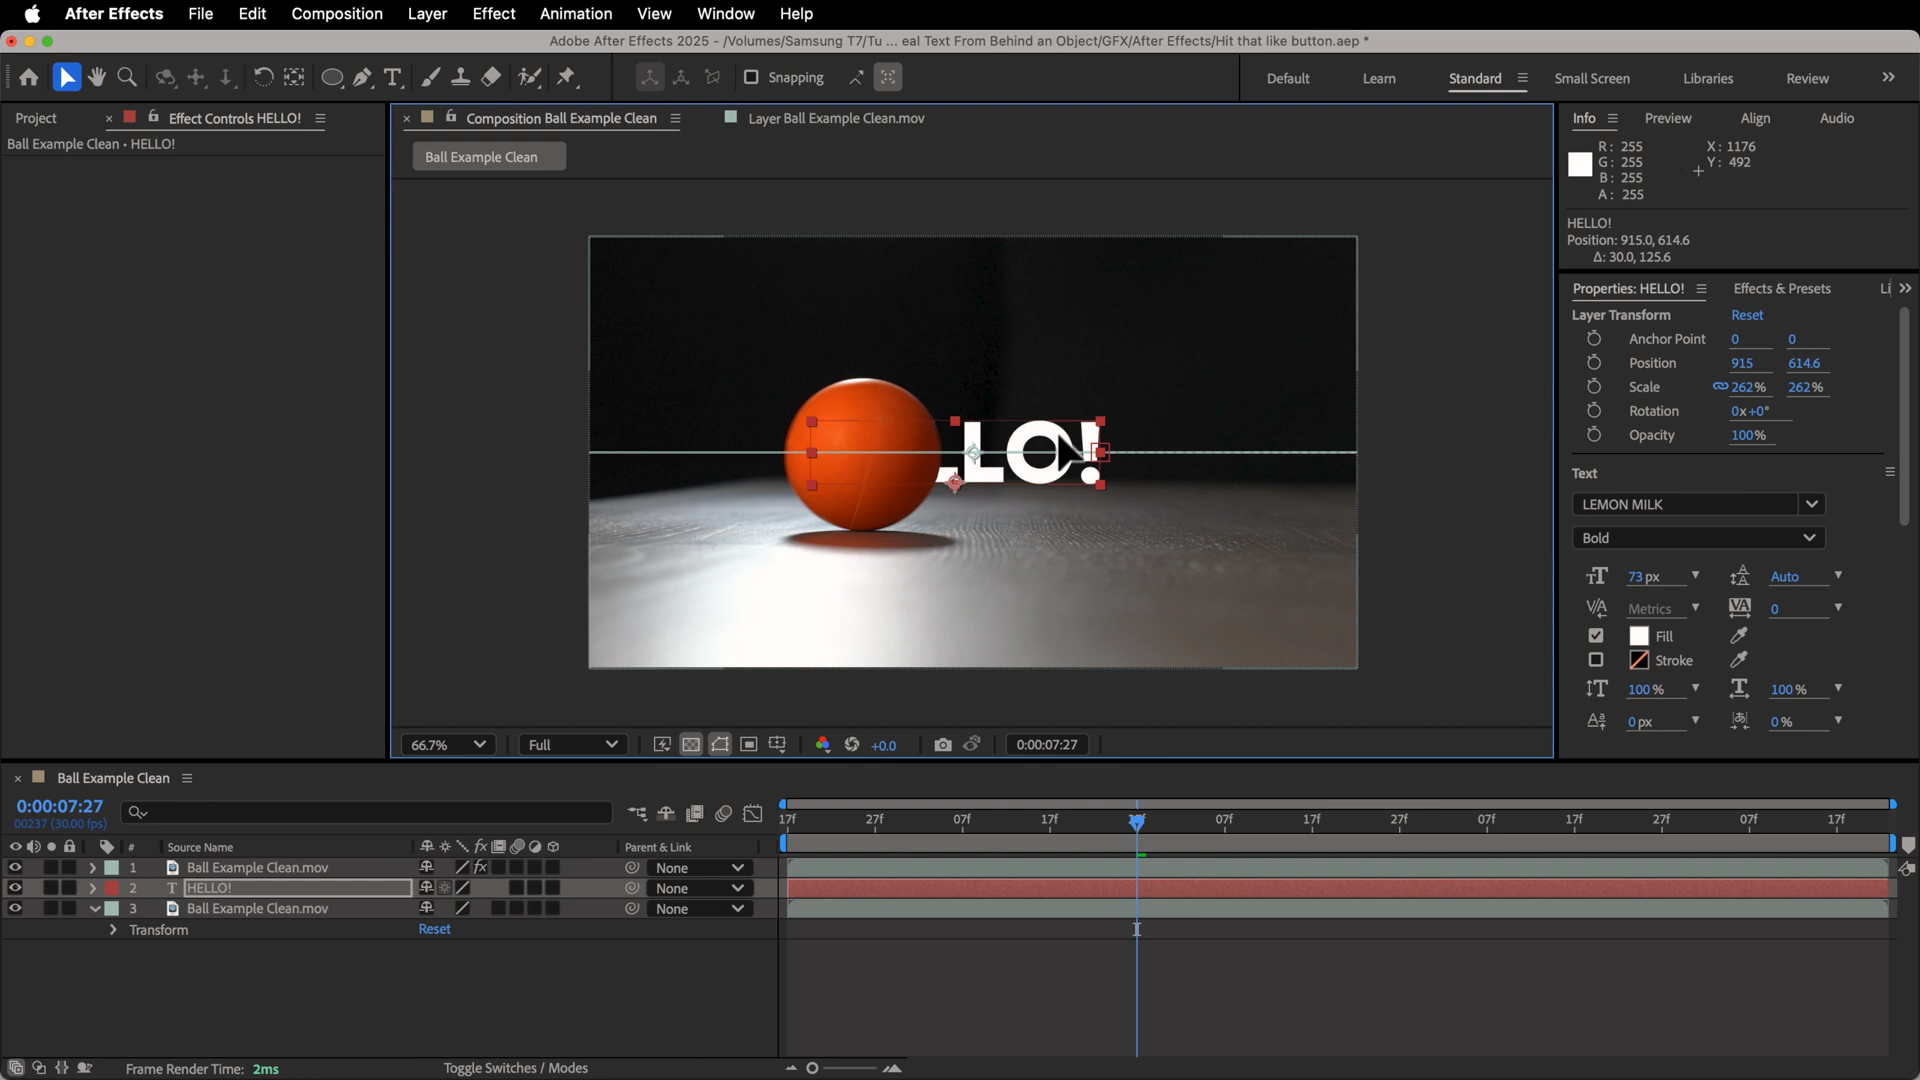 After Effects File Edit Composition Layer Effect Animation View Window Help
Adobe After Effects 2025 - /Volumes/Samsung T7/Tu ... eal Text From Behind an Object/GFX/After Effects/Hit that like button.aep *
Snapping
Default Learn Standard Small Screen Libraries Review
Project
Effect Controls HELLO!
Ball Example Clean • HELLO!
Composition Ball Example Clean
Layer Ball Example Clean.mov
Ball Example Clean
LO!
66.7% Full +0.0 0:00:07:27
Info Preview Align Audio
R: 255 X: 1176
G: 255 Y: 492
B: 255
A: 255
HELLO!
Position: 915.0, 614.6
Δ: 30.0, 125.6
Properties: HELLO! Effects & Presets Li
Layer Transform Reset
Anchor Point 0 0
Position 915 614.6
Scale 262% 262%
Rotation 0x+0°
Opacity 100%
Text
LEMON MILK
Bold
73 px Auto
Metrics 0
Fill
Stroke
100 % 100 %
0 px 0 %
Ball Example Clean
0:00:07:27
00237 (30.00 fps)
17f 27f 07f 17f 07f 17f 27f 07f 17f 27f 07f 17f
# Source Name Parent & Link
1 Ball Example Clean.mov None
2 T HELLO! None
3 Ball Example Clean.mov None
Transform Reset
Frame Render Time: 2ms Toggle Switches / Modes